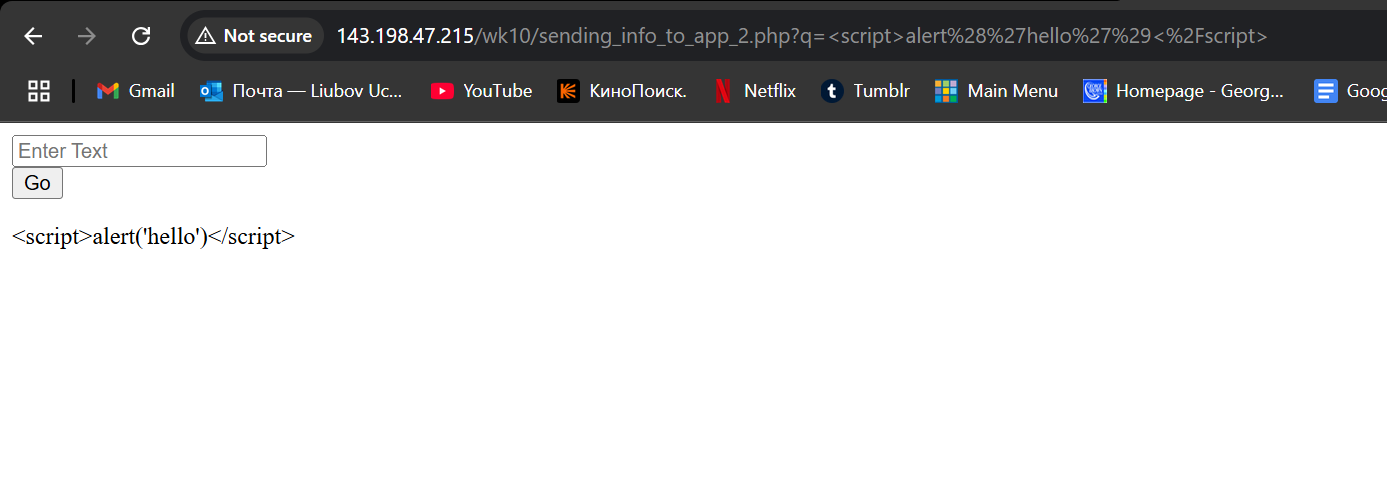 Not secure 143.198.47.215/wk10/sending_info_to_app_2.php?q=<script>alert%28%27hello%27%29<%2Fscript>
Gmail Почта — Liubov Uc... YouTube КиноПоиск. Netflix Tumblr Main Menu Homepage - Georg... Goog
Enter Text
Go
<script>alert('hello')</script>